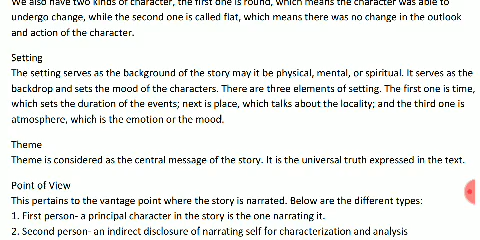 We also have two kinds of character, the first one is round, which means the character was able to
undergo change, while the second one is called flat, which means there was no change in the outlook
and action of the character.
Setting
The setting serves as the background of the story may it be physical, mental, or spiritual. It serves as the
backdrop and sets the mood of the characters. There are three elements of setting. The first one is time,
which sets the duration of the events; next is place, which talks about the locality; and the third one is
atmosphere, which is the emotion or the mood.
Theme
Theme is considered as the central message of the story. It is the universal truth expressed in the text.
Point of View
This pertains to the vantage point where the story is narrated. Below are the different types:
1. First person- a principal character in the story is the one narrating it.
2. Second person- an indirect disclosure of narrating self for characterization and analysis